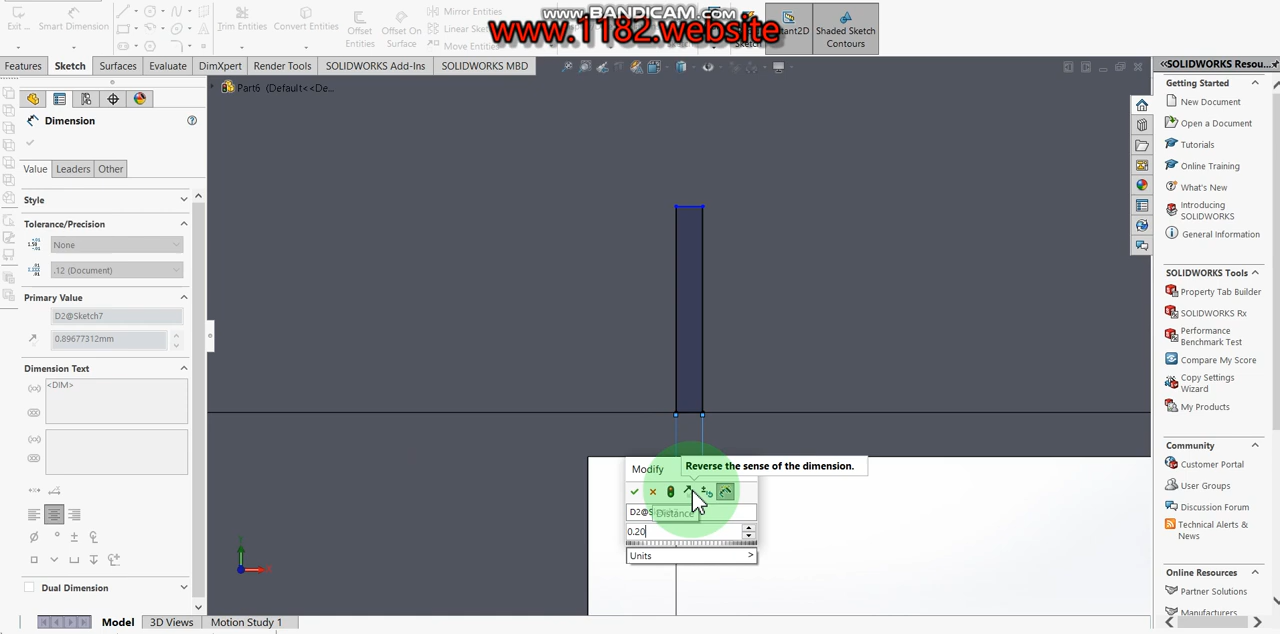 www.BANDICAM.com
www.1182.website
Exit...
Smart Dimension
Trim Entities
Convert Entities
Offset
Entities
Offset On
Surface
Mirror Entities
Linear Sketch
Move Entities
Sketch
Instant2D
Shaded Sketch
Contours
Features
Sketch
Surfaces
Evaluate
DimXpert
Render Tools
SOLIDWORKS Add-Ins
SOLIDWORKS MBD
Part6 (Default<<De...
Dimension
Value
Leaders
Other
Style
Tolerance/Precision
None
.12 (Document)
Primary Value
D2@Sketch7
0.89677312mm
Dimension Text
<DIM>
Dual Dimension
Model
3D Views
Motion Study 1
Modify
Reverse the sense of the dimension.
Distance
0.20
Units
SOLIDWORKS Resou...
Getting Started
New Document
Open a Document
Tutorials
Online Training
What's New
Introducing
SOLIDWORKS
General Information
SOLIDWORKS Tools
Property Tab Builder
SOLIDWORKS Rx
Performance
Benchmark Test
Compare My Score
Copy Settings
Wizard
My Products
Community
Customer Portal
User Groups
Discussion Forum
Technical Alerts &
News
Online Resources
Partner Solutions
Manufacturers